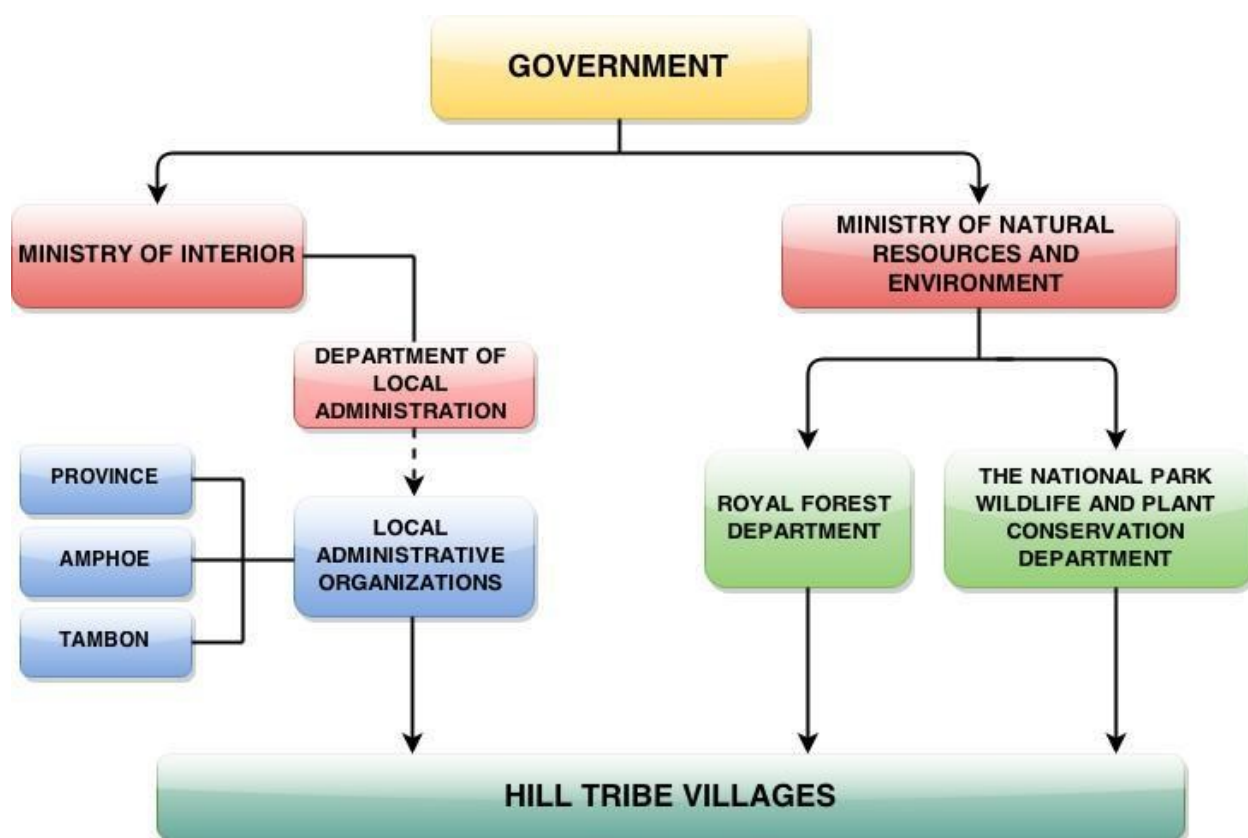 GOVERNMENT
MINISTRY OF INTERIOR
MINISTRY OF NATURAL
RESOURCES AND
ENVIRONMENT
DEPARTMENT OF
LOCAL
ADMINISTRATION
PROVINCE
AMPHOE
TAMBON
LOCAL
ADMINISTRATIVE
ORGANIZATIONS
ROYAL FOREST
DEPARTMENT
THE NATIONAL PARK
WILDLIFE AND PLANT
CONSERVATION
DEPARTMENT
HILL TRIBE VILLAGES